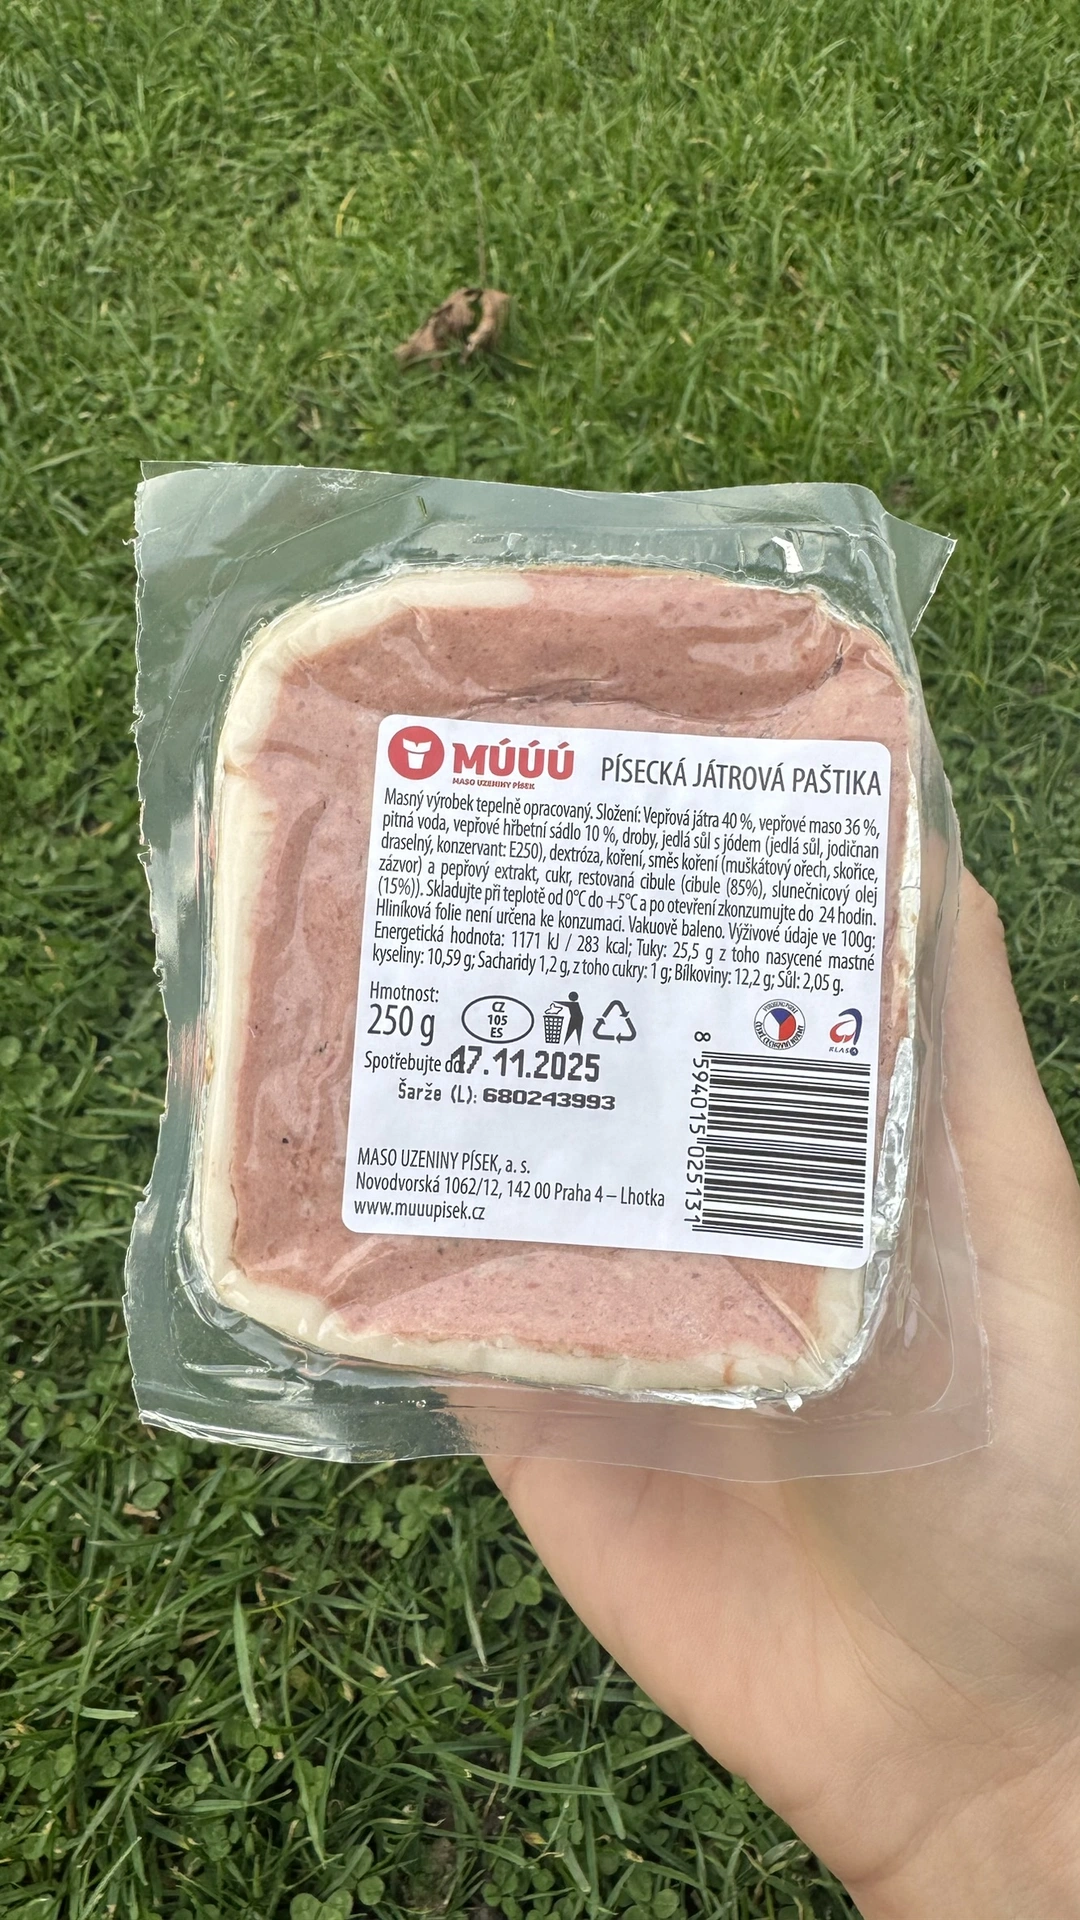 MÚÚÚ
MASO UZENINY PÍSEK
PÍSECKÁ JÁTROVÁ PAŠTIKA
Masný výrobek tepelně opracovaný. Složení: Vepřová játra 40 %, vepřové maso 36 %,
pitná voda, vepřové hřbetní sádlo 10 %, droby, jedlá sůl s jódem (jedlá sůl, jodičnan
draselný, konzervant: E250), dextróza, koření, směs koření (muškátový ořech, skořice,
zázvor) a pepřový extrakt, cukr, restovaná cibule (cibule (85%), slunečnicový olej
(15%)). Skladujte při teplotě od 0°C do +5°C a po otevření zkonzumujte do 24 hodin.
Hliníková folie není určena ke konzumaci. Vakuově baleno. Výživové údaje ve 100g:
Energetická hodnota: 1171 kJ / 283 kcal; Tuky: 25,5 g z toho nasycené mastné
kyseliny: 10,59 g; Sacharidy 1,2 g, z toho cukry: 1 g; Bílkoviny: 12,2 g; Sůl: 2,05 g.
Hmotnost:
250 g
CZ
105
ES
KLASA
Spotřebujte do 17.11.2025
Šarže (L): 680243993
8 594015 025131
MASO UZENINY PÍSEK, a. s.
Novodvorská 1062/12, 142 00 Praha 4 – Lhotka
www.muuupisek.cz